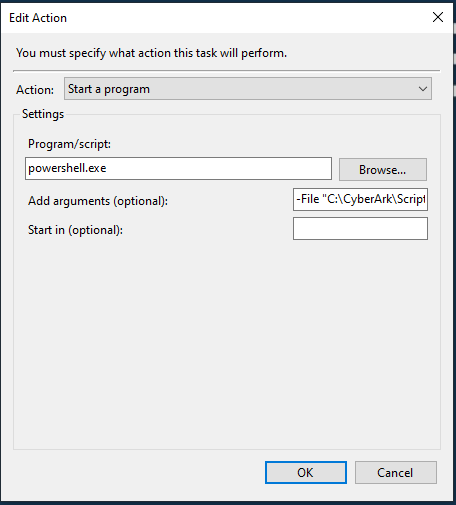 Edit Action
You must specify what action this task will perform.
Action: Start a program
Settings
Program/script:
powershell.exe
Browse...
Add arguments (optional): -File "C:\CyberArk\Script
Start in (optional):
OK Cancel